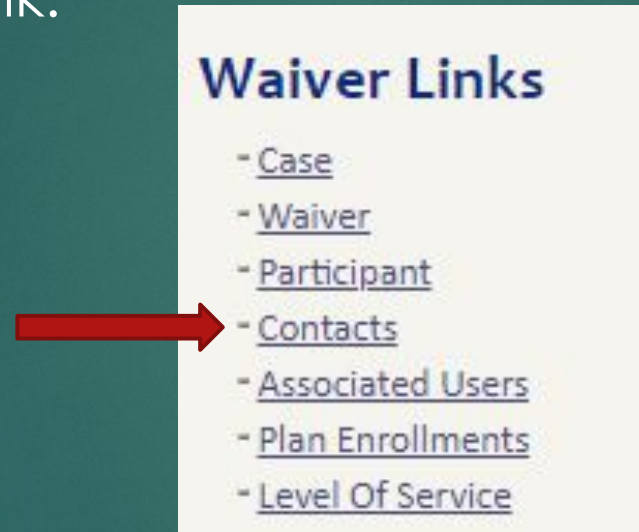 Waiver Links
- Case
- Waiver
- Participant
- Contacts
- Associated Users
- Plan Enrollments
- Level Of Service